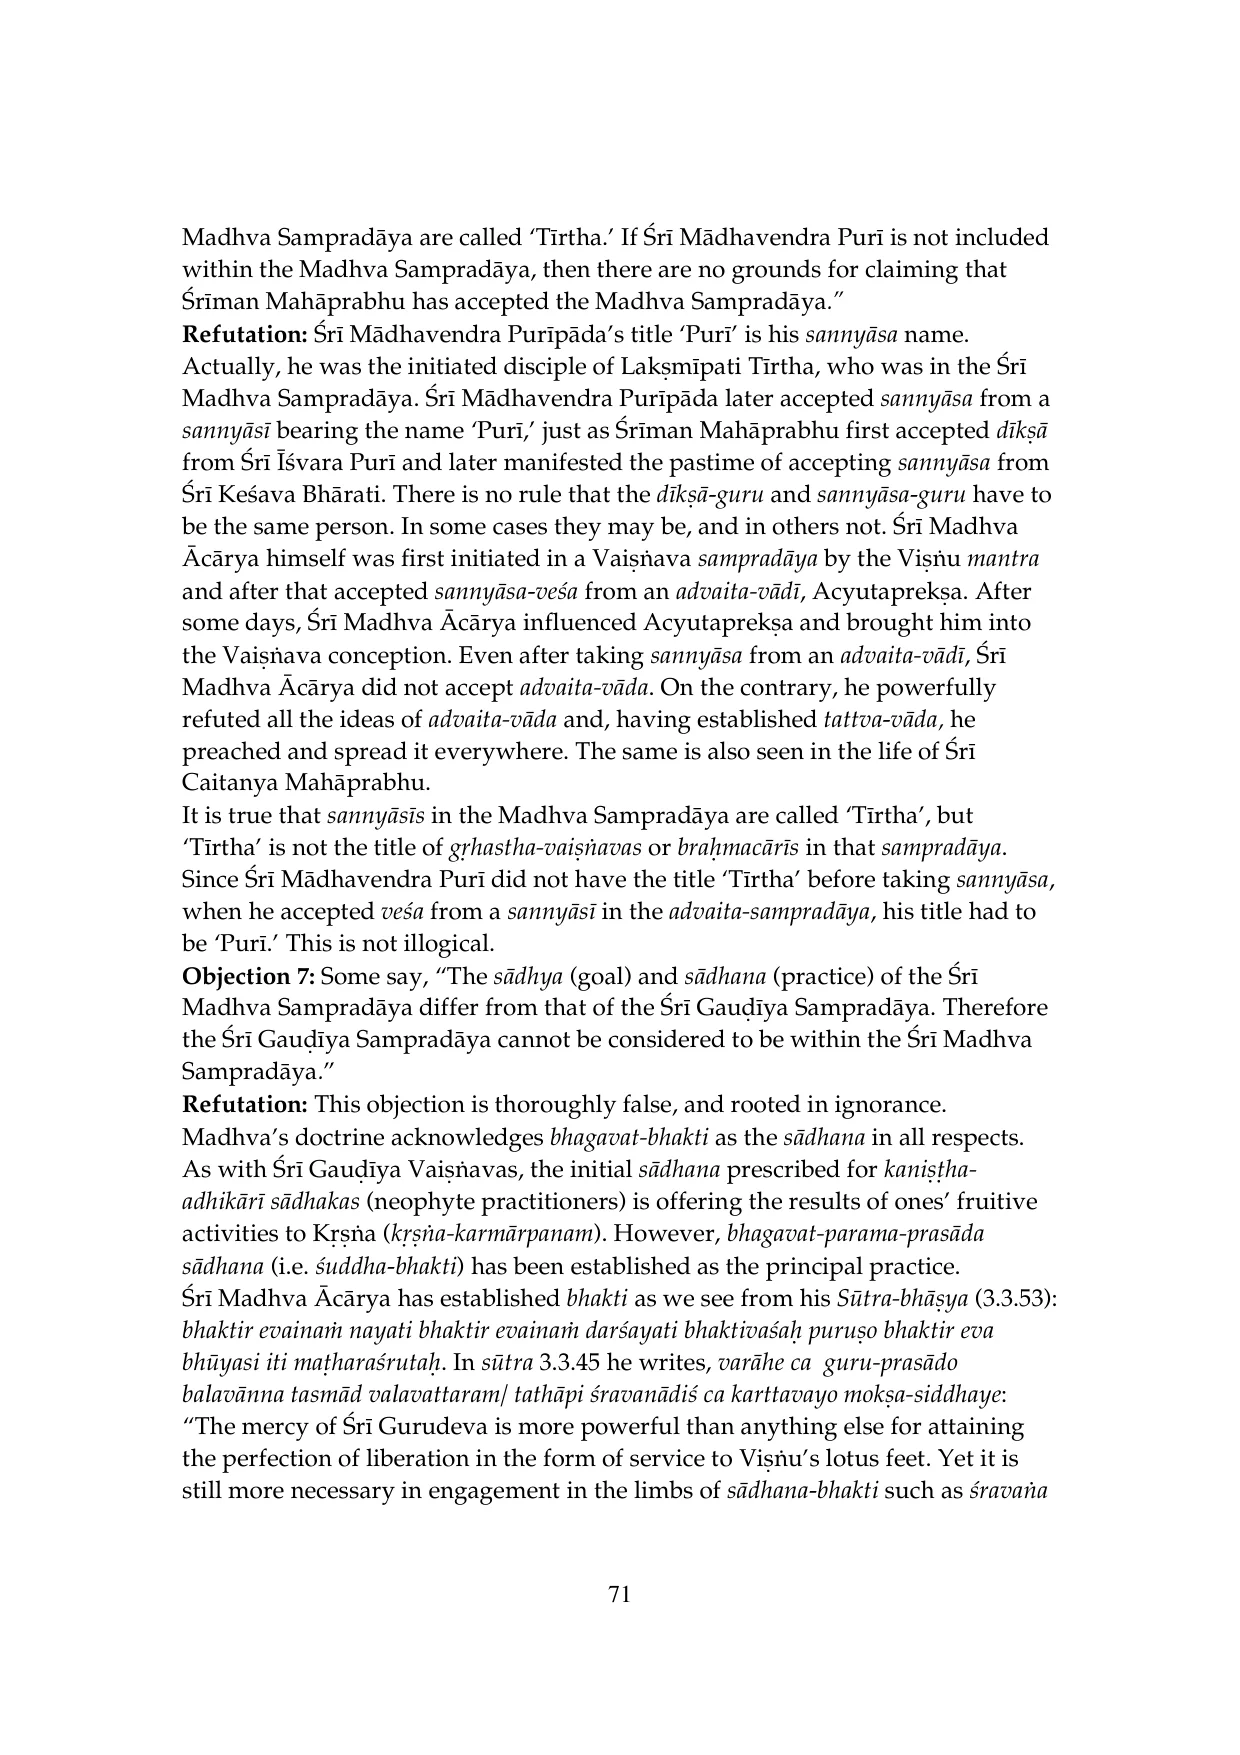 Madhva Sampradāya are called ‘Tīrtha.’ If Śrī Mādhavendra Purī is not included
within the Madhva Sampradāya, then there are no grounds for claiming that
Śrīman Mahāprabhu has accepted the Madhva Sampradāya.”
Refutation: Śrī Mādhavendra Purīpāda’s title ‘Purī’ is his sannyāsa name.
Actually, he was the initiated disciple of Lakṣmīpati Tīrtha, who was in the Śrī
Madhva Sampradāya. Śrī Mādhavendra Purīpāda later accepted sannyāsa from a
sannyāsī bearing the name ‘Purī,’ just as Śrīman Mahāprabhu first accepted dīkṣā
from Śrī Īśvara Purī and later manifested the pastime of accepting sannyāsa from
Śrī Keśava Bhārati. There is no rule that the dīkṣā-guru and sannyāsa-guru have to
be the same person. In some cases they may be, and in others not. Śrī Madhva
Ācārya himself was first initiated in a Vaiṣṅava sampradāya by the Viṣṅu mantra
and after that accepted sannyāsa-veśa from an advaita-vādī, Acyutaprekṣa. After
some days, Śrī Madhva Ācārya influenced Acyutaprekṣa and brought him into
the Vaiṣṅava conception. Even after taking sannyāsa from an advaita-vādī, Śrī
Madhva Ācārya did not accept advaita-vāda. On the contrary, he powerfully
refuted all the ideas of advaita-vāda and, having established tattva-vāda, he
preached and spread it everywhere. The same is also seen in the life of Śrī
Caitanya Mahāprabhu.
It is true that sannyāsīs in the Madhva Sampradāya are called ‘Tīrtha’, but
‘Tīrtha’ is not the title of gṛhastha-vaiṣṅavas or braḥmacārīs in that sampradāya.
Since Śrī Mādhavendra Purī did not have the title ‘Tīrtha’ before taking sannyāsa,
when he accepted veśa from a sannyāsī in the advaita-sampradāya, his title had to
be ‘Purī.’ This is not illogical.
Objection 7: Some say, “The sādhya (goal) and sādhana (practice) of the Śrī
Madhva Sampradāya differ from that of the Śrī Gauḍīya Sampradāya. Therefore
the Śrī Gauḍīya Sampradāya cannot be considered to be within the Śrī Madhva
Sampradāya.”
Refutation: This objection is thoroughly false, and rooted in ignorance.
Madhva’s doctrine acknowledges bhagavat-bhakti as the sādhana in all respects.
As with Śrī Gauḍīya Vaiṣṅavas, the initial sādhana prescribed for kaniṣṭha-
adhikārī sādhakas (neophyte practitioners) is offering the results of ones’ fruitive
activities to Kṛṣṅa (kṛṣṅa-karmārpanam). However, bhagavat-parama-prasāda
sādhana (i.e. śuddha-bhakti) has been established as the principal practice.
Śrī Madhva Ācārya has established bhakti as we see from his Sūtra-bhāṣya (3.3.53):
bhaktir evainaṁ nayati bhaktir evainaṁ darśayati bhaktivaśaḥ puruṣo bhaktir eva
bhūyasi iti maṭharaśrutaḥ. In sūtra 3.3.45 he writes, varāhe ca  guru-prasādo
balavānna tasmād valavattaram/ tathāpi śravanādiś ca karttavayo mokṣa-siddhaye:
“The mercy of Śrī Gurudeva is more powerful than anything else for attaining
the perfection of liberation in the form of service to Viṣṅu’s lotus feet. Yet it is
still more necessary in engagement in the limbs of sādhana-bhakti such as śravaṅa
71